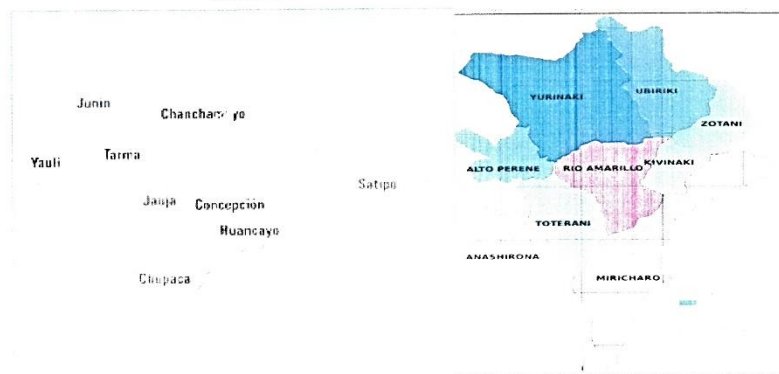 Junín
Chanchamayo
Yauli
Tarma
Satipo
Jauja
Concepción
Huancayo
Chupaca
YURINAKI
UBIRIKI
ZOTANI
ALTO PERENE
RIO AMARILLO
KIVINAKI
TOTERANI
ANASHIRONA
MIRICHARO